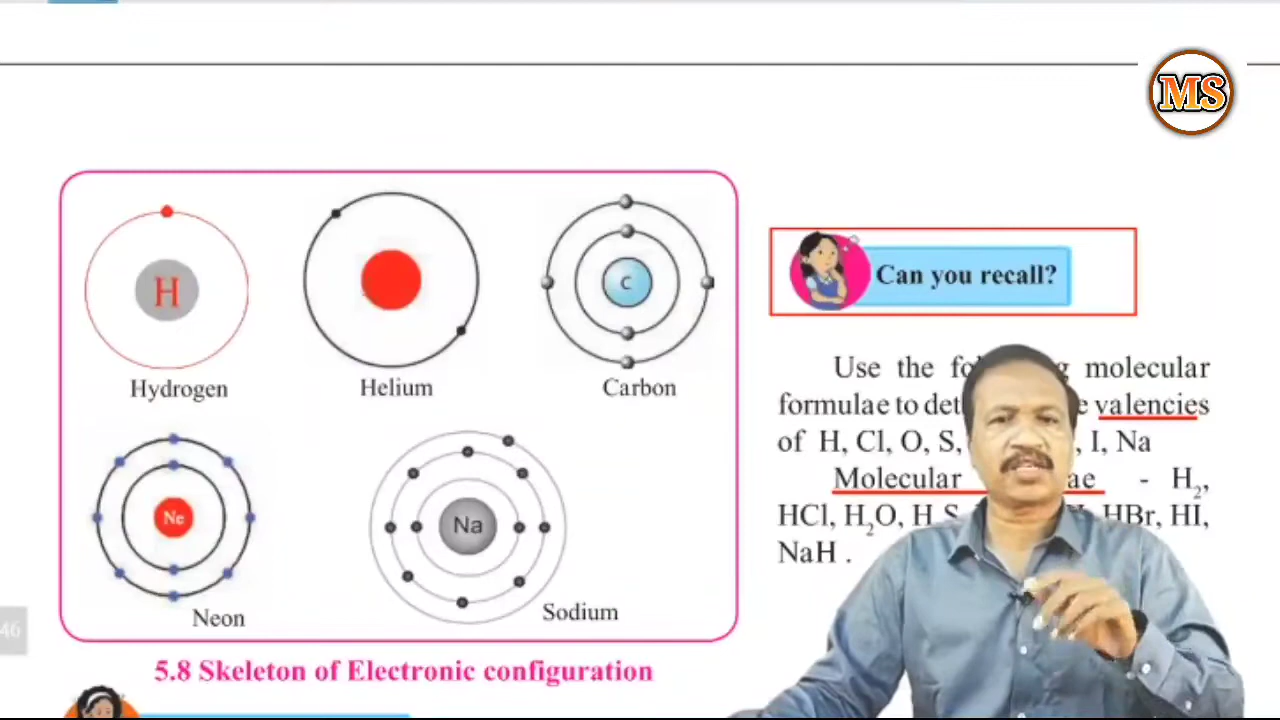 MS
H
C
Hydrogen
Helium
Carbon
Ne
Na
Neon
Sodium
5.8 Skeleton of Electronic configuration
46
Can you recall?
Use the molecular
formulae to valencies
of H, Cl, O, S, , I, Na
Molecular - H₂,
HCl, H₂O, HBr, HI,
NaH .